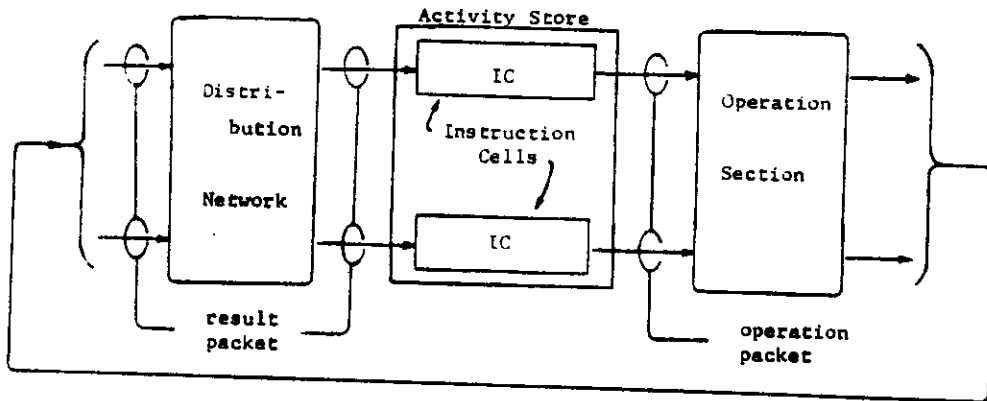 Activity Store
IC
Distri-
bution
Network
Instruction
Cells
IC
Operation
Section
result
packet
operation
packet